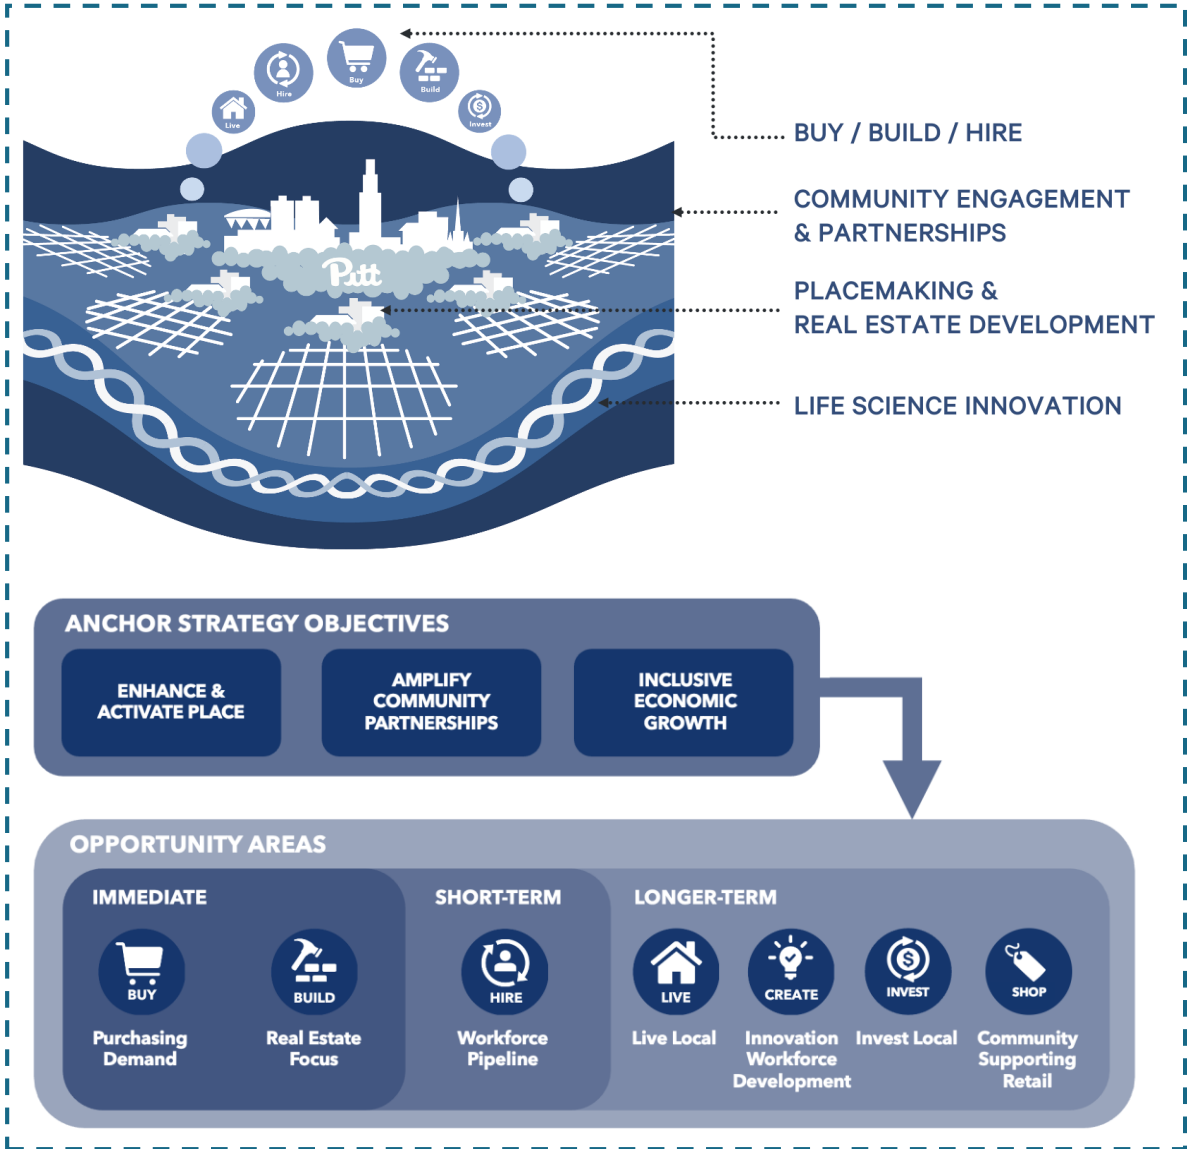 Live
Hire
Buy
Build
Invest
BUY / BUILD / HIRE
COMMUNITY ENGAGEMENT
& PARTNERSHIPS
Pitt
PLACEMAKING &
REAL ESTATE DEVELOPMENT
LIFE SCIENCE INNOVATION
ANCHOR STRATEGY OBJECTIVES
ENHANCE &
ACTIVATE PLACE
AMPLIFY
COMMUNITY
PARTNERSHIPS
INCLUSIVE
ECONOMIC
GROWTH
OPPORTUNITY AREAS
IMMEDIATE
BUY
Purchasing
Demand
BUILD
Real Estate
Focus
SHORT-TERM
HIRE
Workforce
Pipeline
LONGER-TERM
LIVE
Live Local
CREATE
Innovation
Workforce
Development
INVEST
Invest Local
SHOP
Community
Supporting
Retail